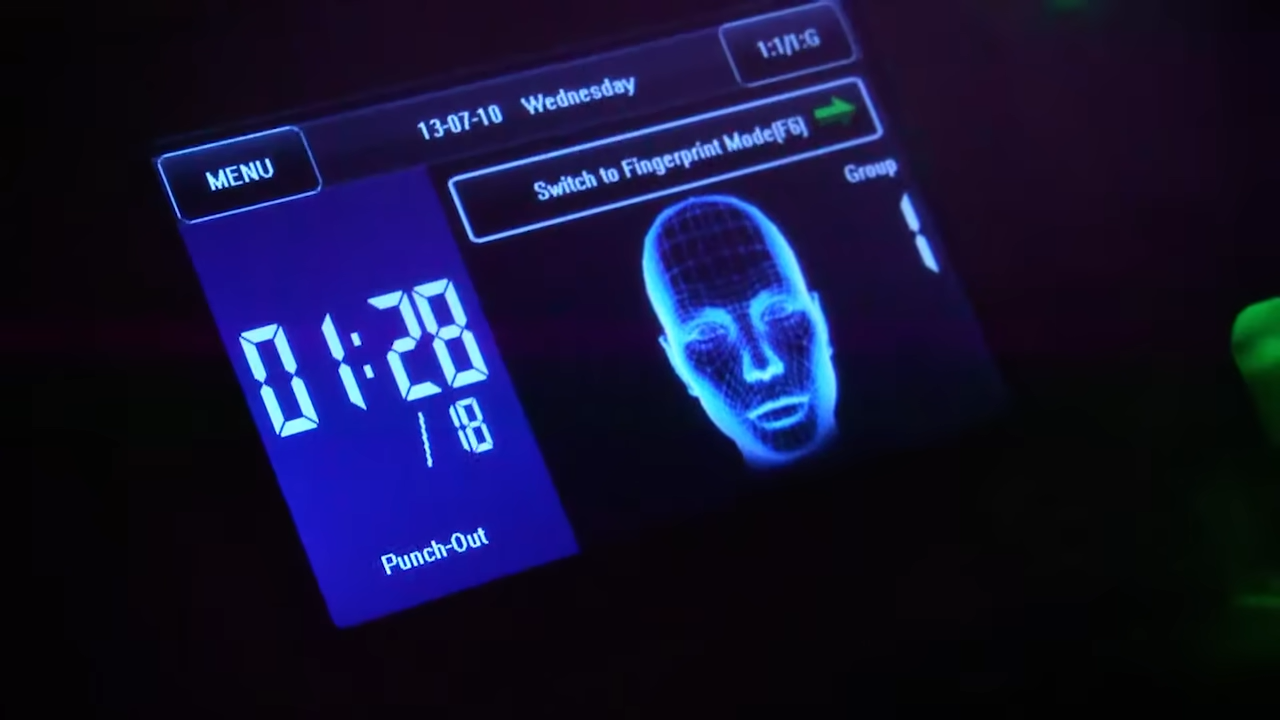 1:1/1:G
13-07-10 Wednesday
MENU
Switch to Fingerprint Mode(F6)
Group
1
01:28
/ 18
Punch-Out